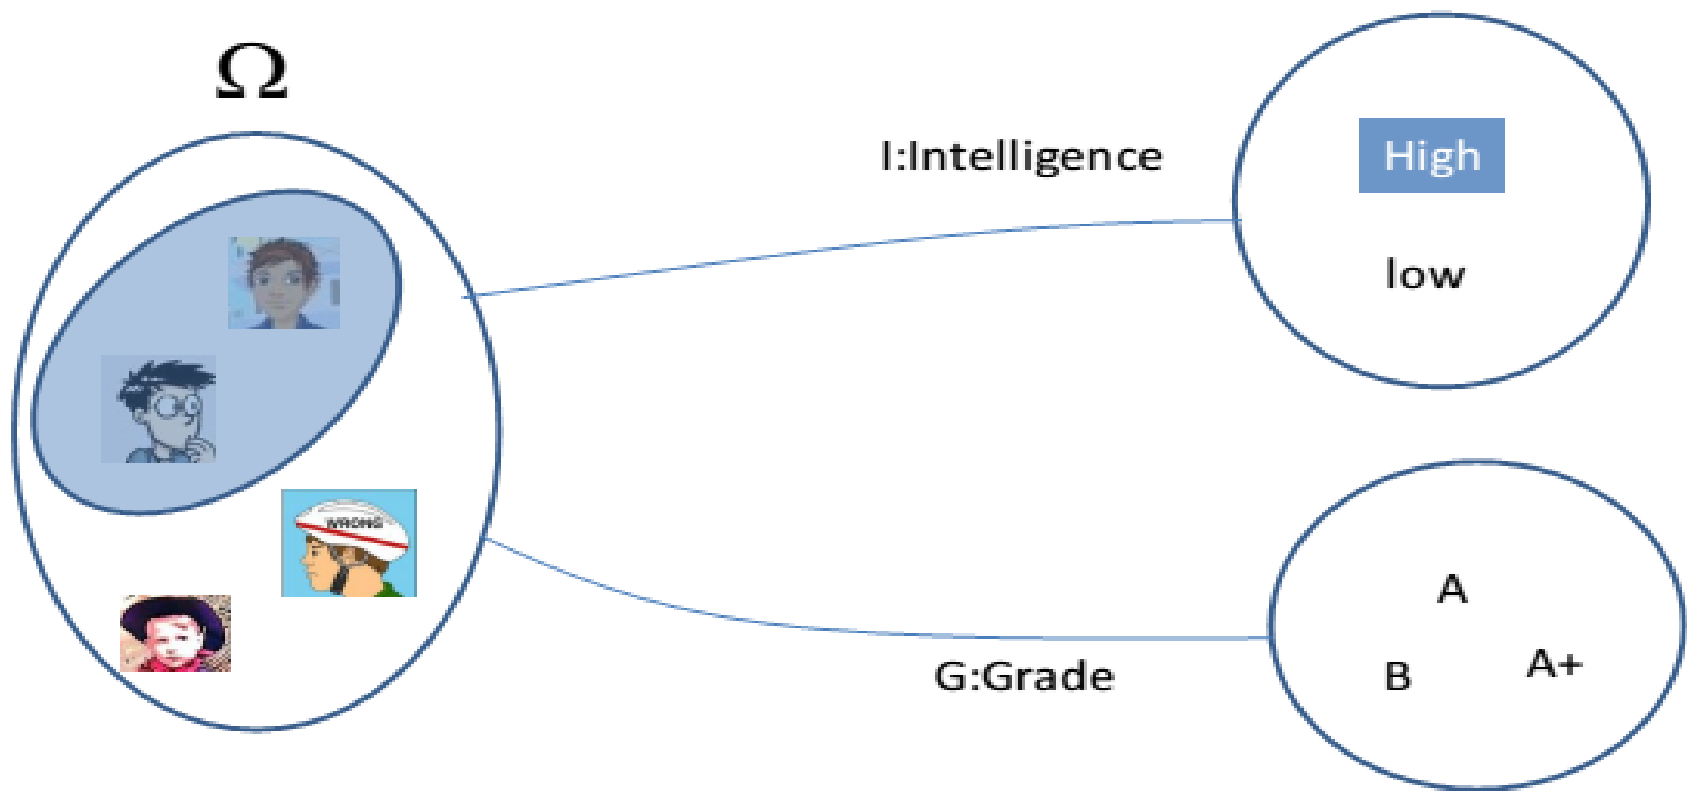 Ω
I:Intelligence
High
low
WRONG
A
A+
B
G:Grade